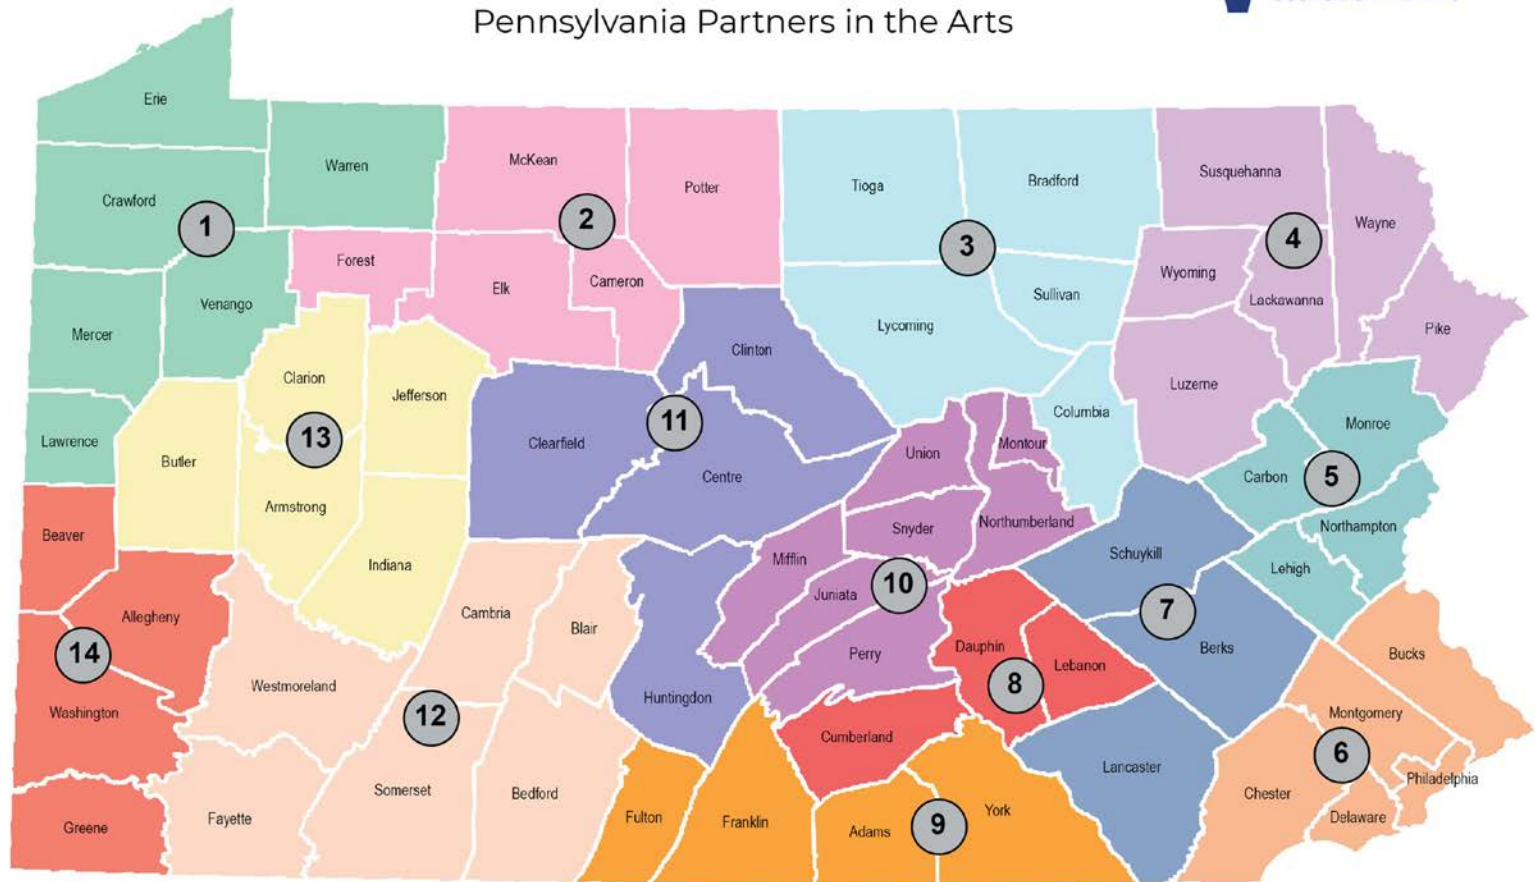 Pennsylvania Partners in the Arts
Erie
Warren
McKean
Potter
Tioga
Bradford
Susquehanna
Wayne
Crawford
1
2
3
4
Forest
Elk
Cameron
Sullivan
Wyoming
Lackawanna
Pike
Venango
Mercer
Lycoming
Clinton
Clarion
Jefferson
Luzerne
Columbia
Monroe
Lawrence
Butler
13
Clearfield
11
Centre
Union
Montour
Carbon
5
Armstrong
Snyder
Northumberland
Northampton
Beaver
Indiana
Mifflin
Schuykill
Lehigh
Allegheny
Cambria
Blair
Juniata
10
7
14
Westmoreland
Huntingdon
Perry
Dauphin
8
Lebanon
Berks
Bucks
Washington
12
Cumberland
Montgomery
6
Lancaster
Philadelphia
Greene
Fayette
Somerset
Bedford
Fulton
Franklin
Adams
9
York
Chester
Delaware